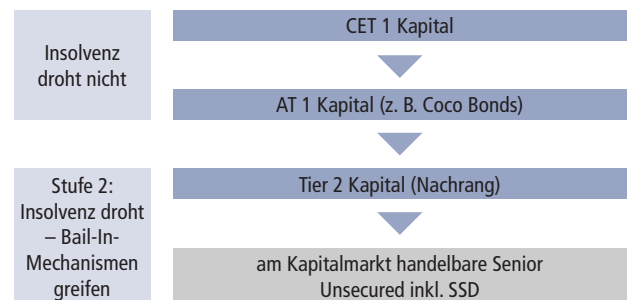 Insolvenz
droht nicht
CET 1 Kapital
AT 1 Kapital (z. B. Coco Bonds)
Stufe 2:
Insolvenz droht
– Bail-In-
Mechanismen
greifen
Tier 2 Kapital (Nachrang)
am Kapitalmarkt handelbare Senior
Unsecured inkl. SSD